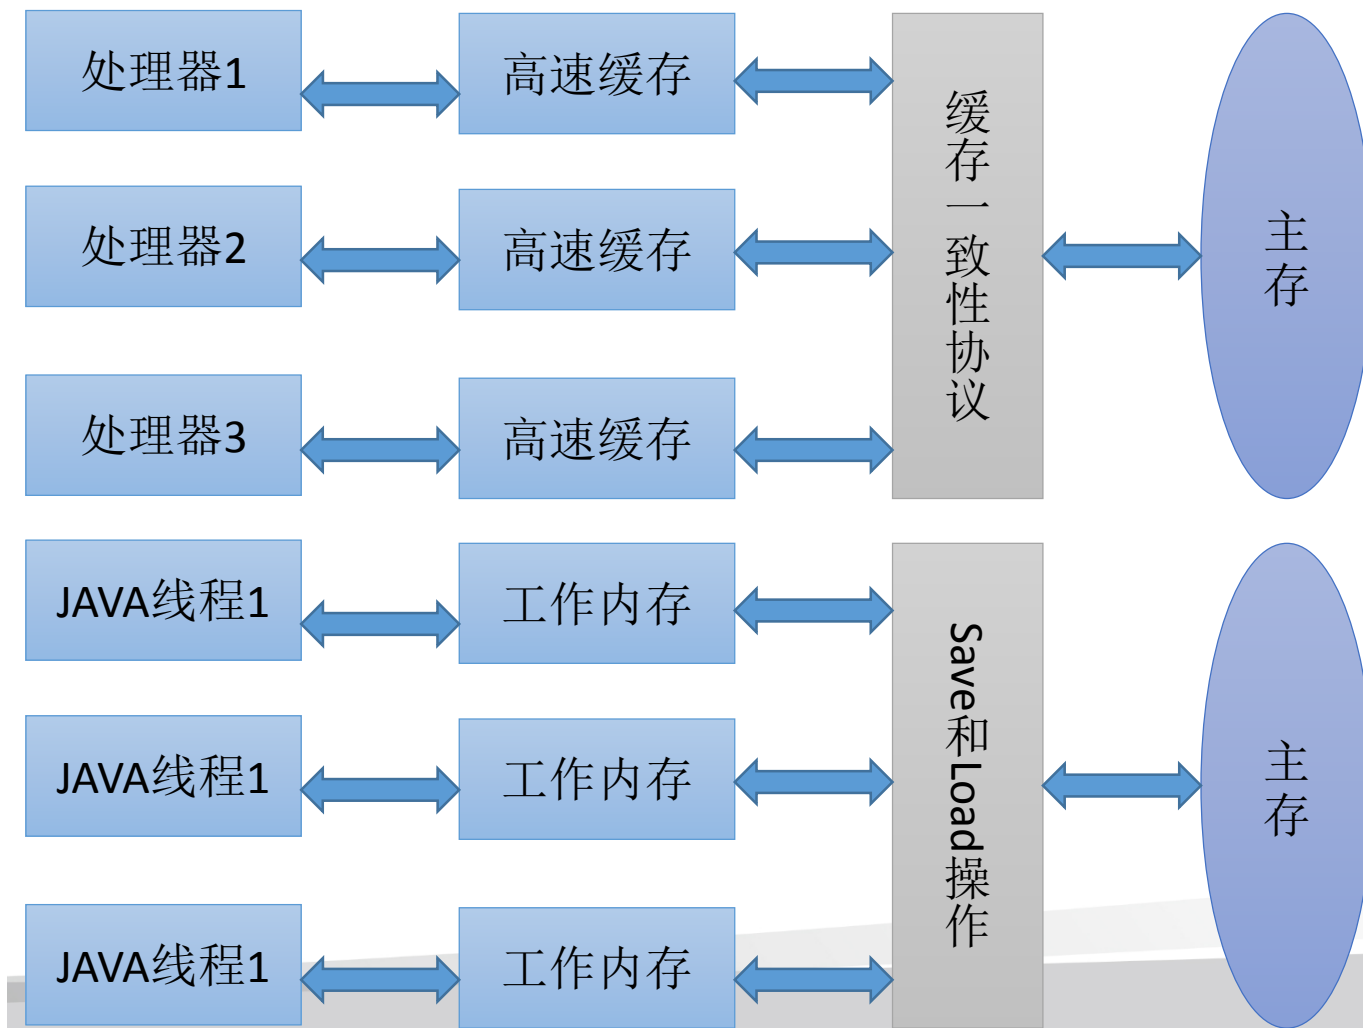 处理器1
高速缓存
处理器2
高速缓存
处理器3
高速缓存
缓存一致性协议
主存
JAVA线程1
工作内存
JAVA线程1
工作内存
JAVA线程1
工作内存
Save和Load操作
主存